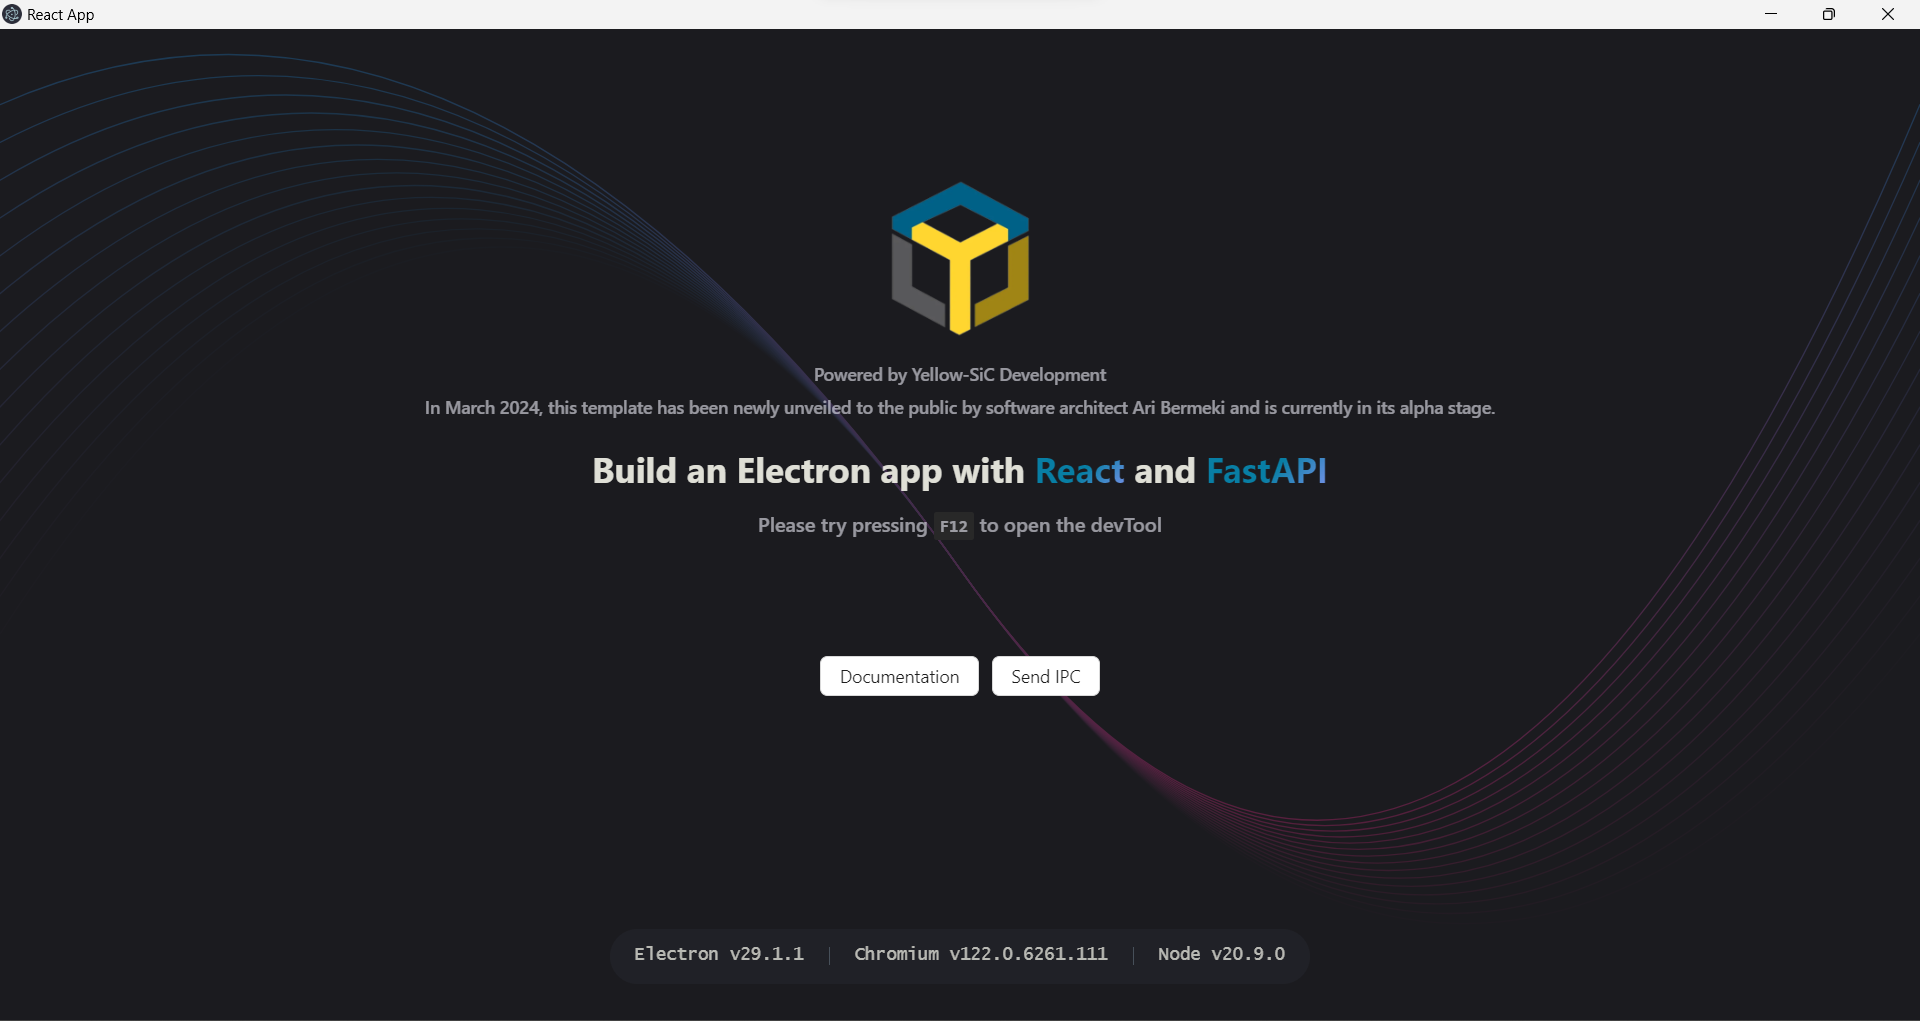 React App
Powered by Yellow-SiC Development
In March 2024, this template has been newly unveiled to the public by software architect Ari Bermeki and is currently in its alpha stage.
Build an Electron app with React and FastAPI
Please try pressing F12 to open the devTool
Documentation Send IPC
Electron v29.1.1 | Chromium v122.0.6261.111 | Node v20.9.0